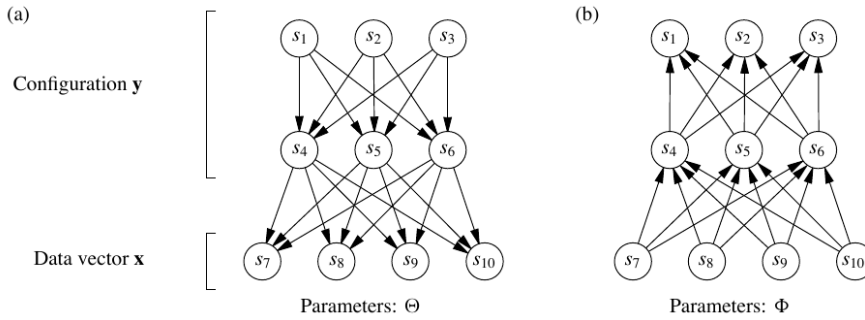 (a)
s1 s2 s3
Configuration y
s4 s5 s6
Data vector x
s7 s8 s9 s10
Parameters: Θ
(b)
s1 s2 s3
s4 s5 s6
s7 s8 s9 s10
Parameters: Φ